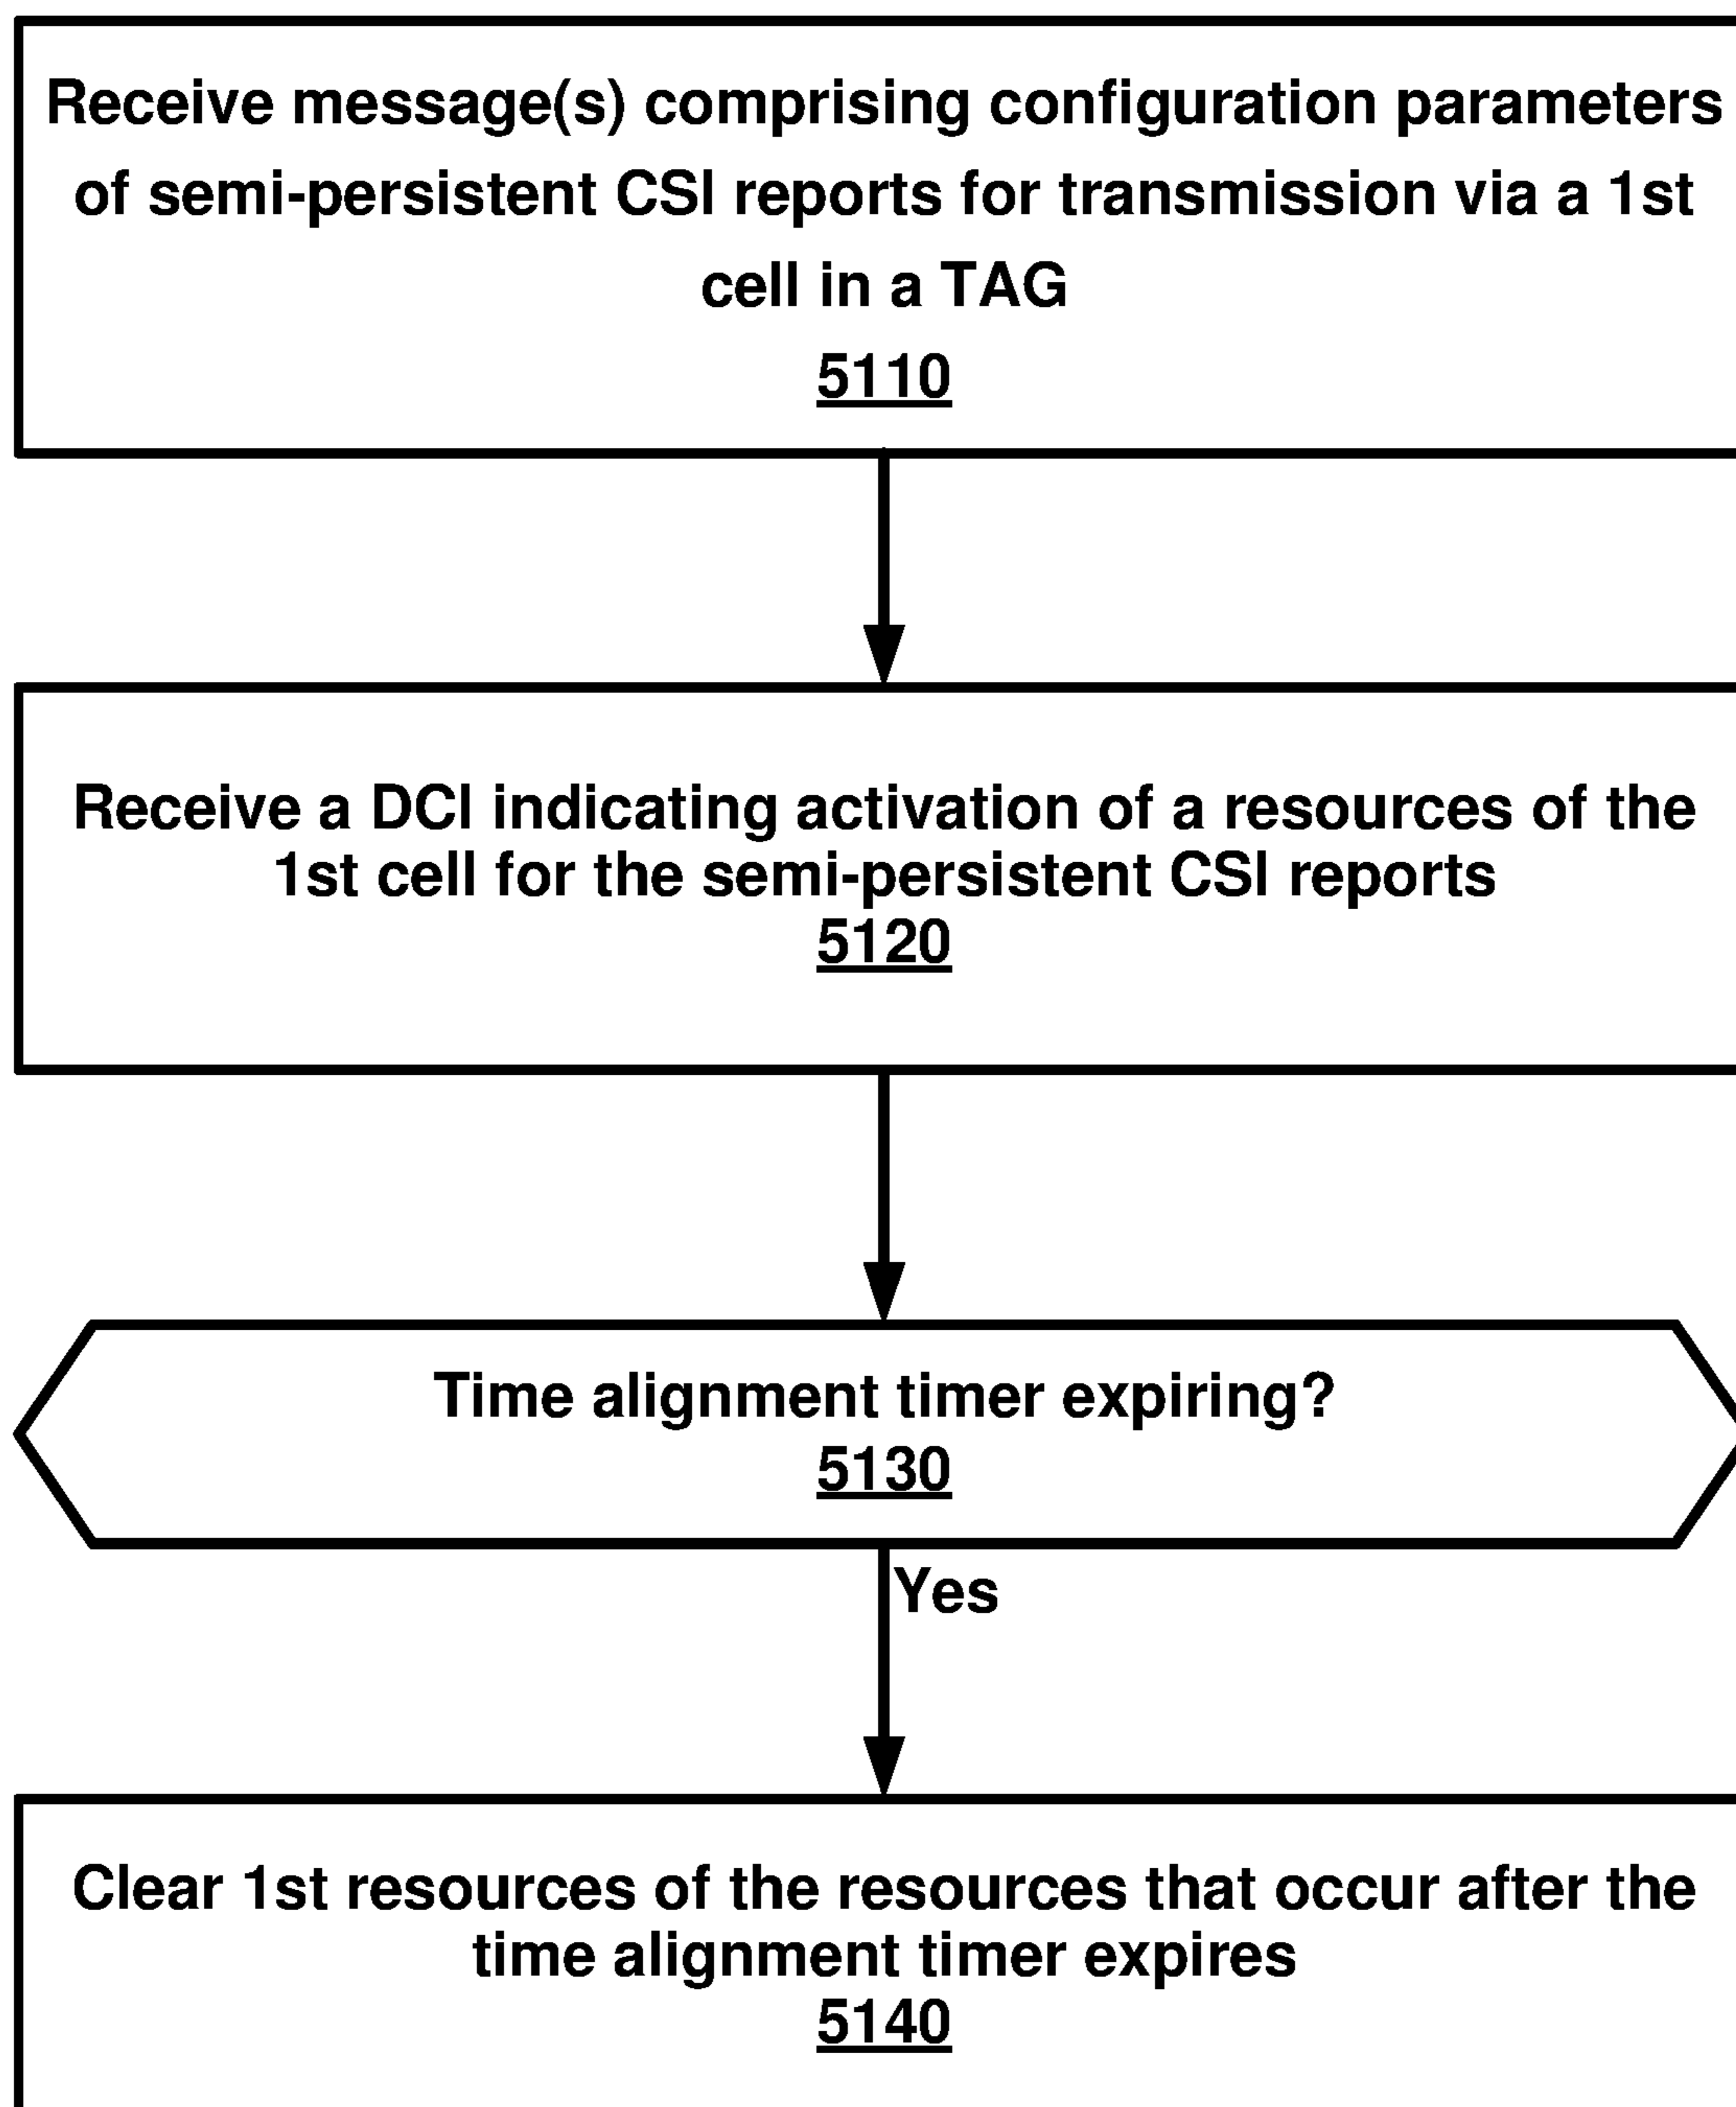 Receive message(s) comprising configuration parameters
of semi-persistent CSI reports for transmission via a 1st
cell in a TAG
5110
Receive a DCI indicating activation of a resources of the
1st cell for the semi-persistent CSI reports
5120
Time alignment timer expiring?
5130
Yes
Clear 1st resources of the resources that occur after the
time alignment timer expires
5140